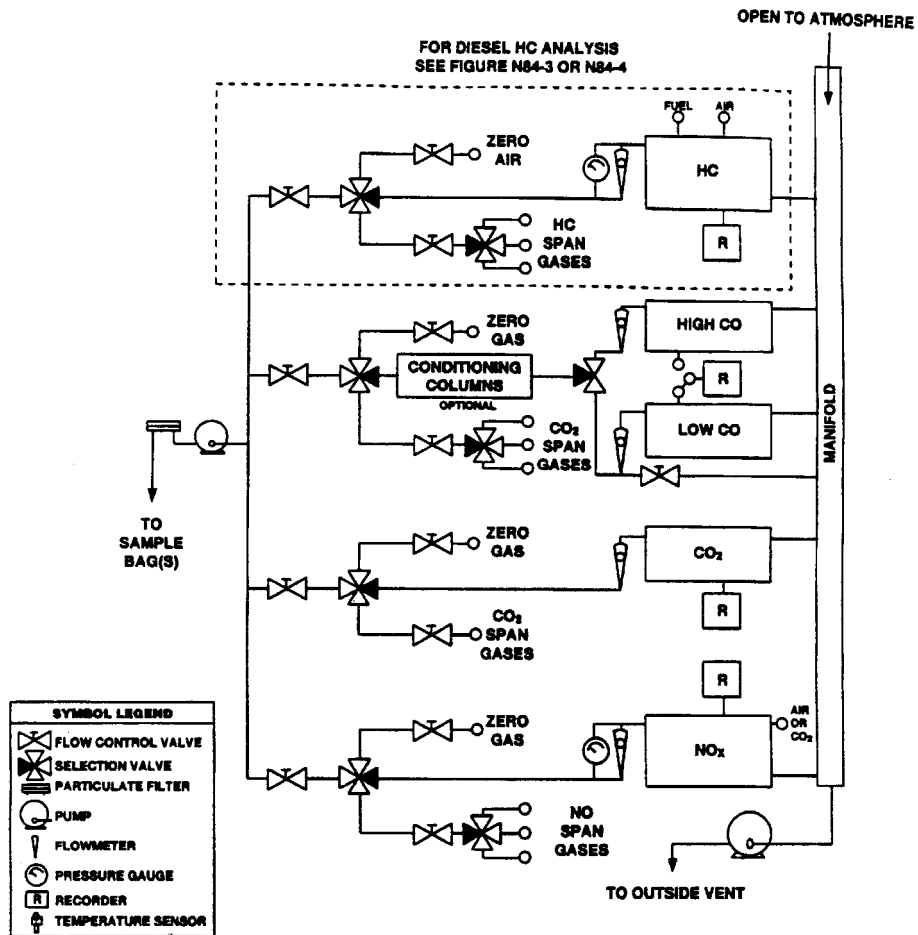 OPEN TO ATMOSPHERE
FOR DIESEL HC ANALYSIS
SEE FIGURE N84-3 OR N84-4
FUEL
AIR
ZERO
AIR
HC
R
HC
SPAN
GASES
ZERO
GAS
HIGH CO
CONDITIONING
COLUMNS
OPTIONAL
R
LOW CO
CO₂
SPAN
GASES
MANIFOLD
TO
SAMPLE
BAG(S)
ZERO
GAS
CO₂
R
CO₂
SPAN
GASES
R
ZERO
GAS
AIR
OR
CO₂
NOx
NO
SPAN
GASES
TO OUTSIDE VENT
SYMBOL LEGEND
FLOW CONTROL VALVE
SELECTION VALVE
PARTICULATE FILTER
PUMP
FLOWMETER
PRESSURE GAUGE
R RECORDER
TEMPERATURE SENSOR